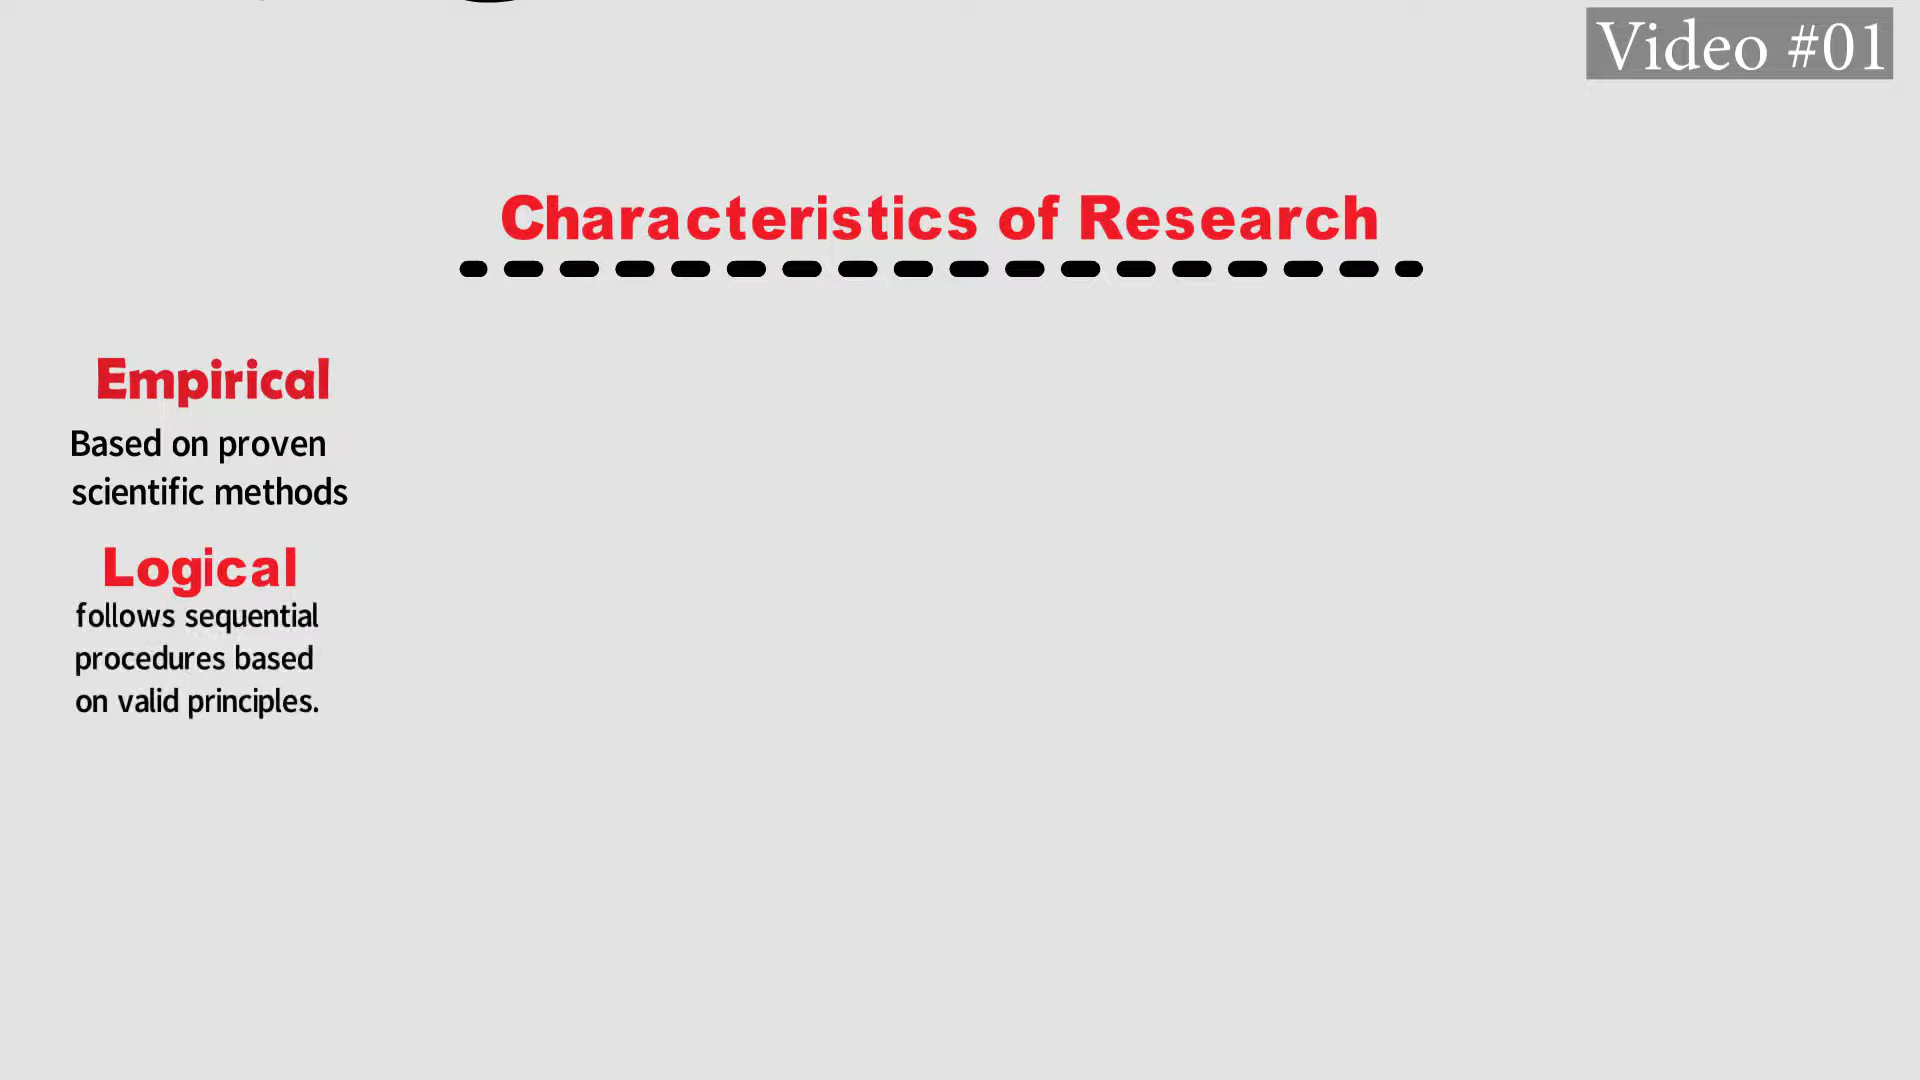 Video #01
Characteristics of Research
Empirical
Based on proven
scientific methods
Logical
follows sequential
procedures based
on valid principles.